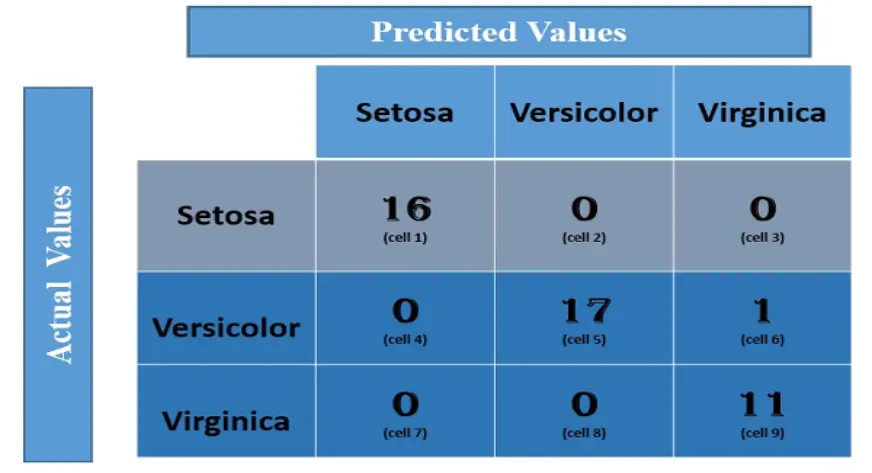 Predicted Values
Actual Values
Setosa Versicolor Virginica
Setosa 16 0 0
(cell 1) (cell 2) (cell 3)
Versicolor 0 17 1
(cell 4) (cell 5) (cell 6)
Virginica 0 0 11
(cell 7) (cell 8) (cell 9)